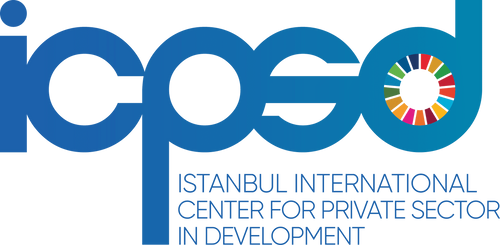 icpsd
ISTANBUL INTERNATIONAL
CENTER FOR PRIVATE SECTOR
IN DEVELOPMENT